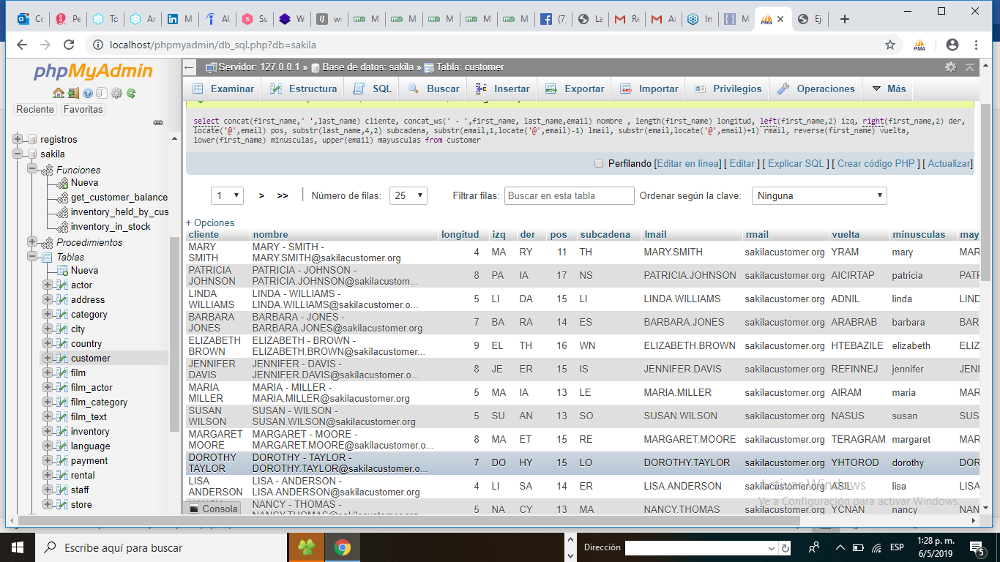 Cc
Pe
To
Ar
M
AU
Su
W
wv
M
M
M
M
M
(7)
La
M Re
M Ar
In
M
PMA
Eje
localhost/phpmyadmin/db_sql.php?db=sakila
PMA
phpMyAdmin
Reciente Favoritas
registros
sakila
Funciones
Nueva
get_customer_balance
inventory_held_by_cus
inventory_in_stock
Procedimientos
Tablas
Nueva
actor
address
category
city
country
customer
film
film_actor
film_category
film_text
inventory
language
payment
rental
staff
store
Servidor: 127.0.0.1 » Base de datos: sakila » Tabla: customer
Examinar Estructura SQL Buscar Insertar Exportar Importar Privilegios Operaciones Más
select concat(first_name,' ',last_name) cliente, concat_ws(' - ',first_name, last_name,email) nombre , length(first_name) longitud, left(first_name,2) izq, right(first_name,2) der,
locate('@',email) pos, substr(last_name,4,2) subcadena, substr(email,1,locate('@',email)-1) lmail, substr(email,locate('@',email)+1) rmail, reverse(first_name) vuelta,
lower(first_name) minusculas, upper(email) mayusculas from customer
Perfilando [Editar en línea] [ Editar ] [ Explicar SQL ] [ Crear código PHP ] [ Actualizar]
1 > >> Número de filas: 25 Filtrar filas: Buscar en esta tabla Ordenar según la clave: Ninguna
+ Opciones
cliente nombre longitud izq der pos subcadena lmail rmail vuelta minusculas may
MARY SMITH MARY - SMITH - MARY.SMITH@sakilacustomer.org 4 MA RY 11 TH MARY.SMITH sakilacustomer.org YRAM mary MAR
PATRICIA JOHNSON PATRICIA - JOHNSON - PATRICIA.JOHNSON@sakilacustom... 8 PA IA 17 NS PATRICIA.JOHNSON sakilacustomer.org AICIRTAP patricia PATF
LINDA WILLIAMS LINDA - WILLIAMS - LINDA.WILLIAMS@sakilacustomer.o... 5 LI DA 15 LI LINDA.WILLIAMS sakilacustomer.org ADNIL linda LIND
BARBARA JONES BARBARA - JONES - BARBARA.JONES@sakilacustomer.org 7 BA RA 14 ES BARBARA.JONES sakilacustomer.org ARABRAB barbara BAR
ELIZABETH BROWN ELIZABETH - BROWN - ELIZABETH.BROWN@sakilacustomer... 9 EL TH 16 WN ELIZABETH.BROWN sakilacustomer.org HTEBAZILE elizabeth ELIZ
JENNIFER DAVIS JENNIFER - DAVIS - JENNIFER.DAVIS@sakilacustomer.o... 8 JE ER 15 IS JENNIFER.DAVIS sakilacustomer.org REFINNEJ jennifer JENI
MARIA MILLER MARIA - MILLER - MARIA.MILLER@sakilacustomer.org 5 MA IA 13 LE MARIA.MILLER sakilacustomer.org AIRAM maria MAR
SUSAN WILSON SUSAN - WILSON - SUSAN.WILSON@sakilacustomer.org 5 SU AN 13 SO SUSAN.WILSON sakilacustomer.org NASUS susan SUS
MARGARET MOORE MARGARET - MOORE - MARGARET.MOORE@sakilacustomer.o... 8 MA ET 15 RE MARGARET.MOORE sakilacustomer.org TERAGRAM margaret MAR
DOROTHY TAYLOR DOROTHY - TAYLOR - DOROTHY.TAYLOR@sakilacustomer.o... 7 DO HY 15 LO DOROTHY.TAYLOR sakilacustomer.org YHTOROD dorothy DOR
LISA ANDERSON LISA - ANDERSON - LISA.ANDERSON@sakilacustomer.org 4 LI SA 14 ER LISA.ANDERSON sakilacustomer.org ASIL lisa LISA
NANCY - THOMAS - 5 NA CY 13 MA NANCY.THOMAS sakilacustomer.org YCNAN nancy NAN
Activar Windows
Ve a Configuración para activar Windows.
Consola
Escribe aquí para buscar
Dirección
ESP
1:28 p. m.
6/5/2019
5